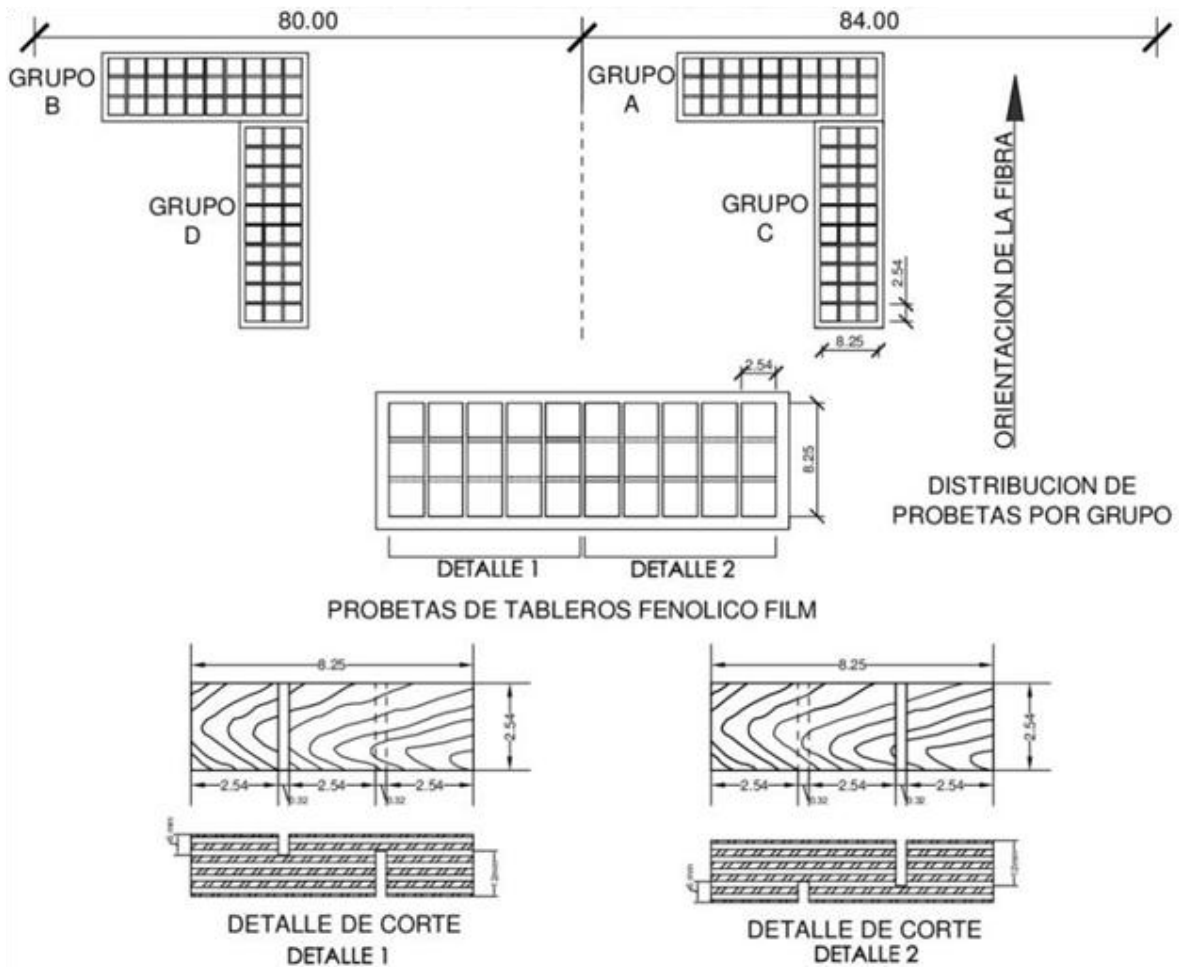 80.00
84.00
GRUPO
B
GRUPO
A
GRUPO
D
GRUPO
C
2.54
8.25
ORIENTACION DE LA FIBRA
2.54
8.25
DISTRIBUCION DE
PROBETAS POR GRUPO
DETALLE 1
DETALLE 2
PROBETAS DE TABLEROS FENOLICO FILM
8.25
2.54
2.54
0.32
2.54
0.32
2.54
8.25
2.54
2.54
0.32
2.54
0.32
2.54
DETALLE DE CORTE
DETALLE 1
DETALLE DE CORTE
DETALLE 2